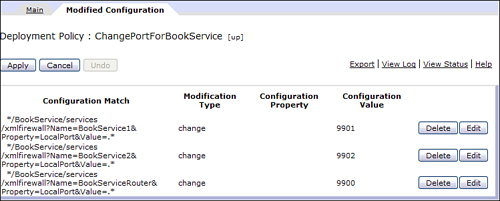 Main
Modified Configuration
Deployment Policy : ChangePortForBookService [up]
Apply
Cancel
Undo
Export | View Log | View Status | Help
Configuration Match
Modification Type
Configuration Property
Configuration Value
*/BookService/services
/xmlfirewall?Name=BookService1&
Property=LocalPort&Value=.*
change
9901
Delete
Edit
*/BookService/services
/xmlfirewall?Name=BookService2&
Property=LocalPort&Value=.*
change
9902
Delete
Edit
*/BookService/services
/xmlfirewall?Name=BookServiceRouter&
Property=LocalPort&Value=.*
change
9900
Delete
Edit